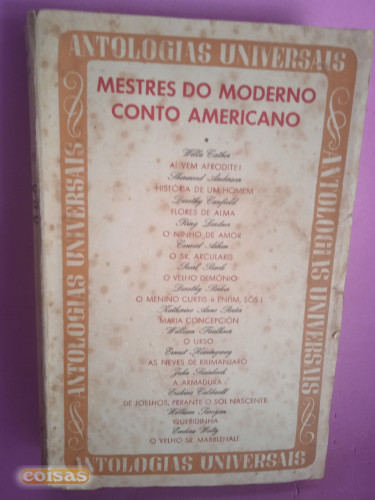 ANTOLOGIAS UNIVERSAIS
MESTRES DO MODERNO
CONTO AMERICANO
Willa Cather
AÍ VEM AFRODITE!
Sherwood Anderson
HISTÓRIA DE UM HOMEM
Dorothy Canfield
FLORES DE ALMA
Ring Lardner
O NINHO DE AMOR
Conrad Aiken
O SR. ARCULARIS
Pearl Buck
O VELHO DEMÓNIO
Dorothy Parker
O MENINO CURTIS e ENFIM, SÓS!
Katherine Anne Porter
MARIA CONCEPCIÓN
William Faulkner
O URSO
Ernest Hemingway
AS NEVES DE KILIMANJARO
John Steinbeck
A ARMADURA
Erskine Caldwell
DE JOELHOS, PERANTE O SOL NASCENTE
William Saroyan
QUERIDINHA
Eudora Welty
O VELHO SR. MARBLEHALL
ANTOLOGIAS UNIVERSAIS
ANTOLOGIAS UNIVERSAIS
ANTOLOGIAS UNIVERSAIS
coisas